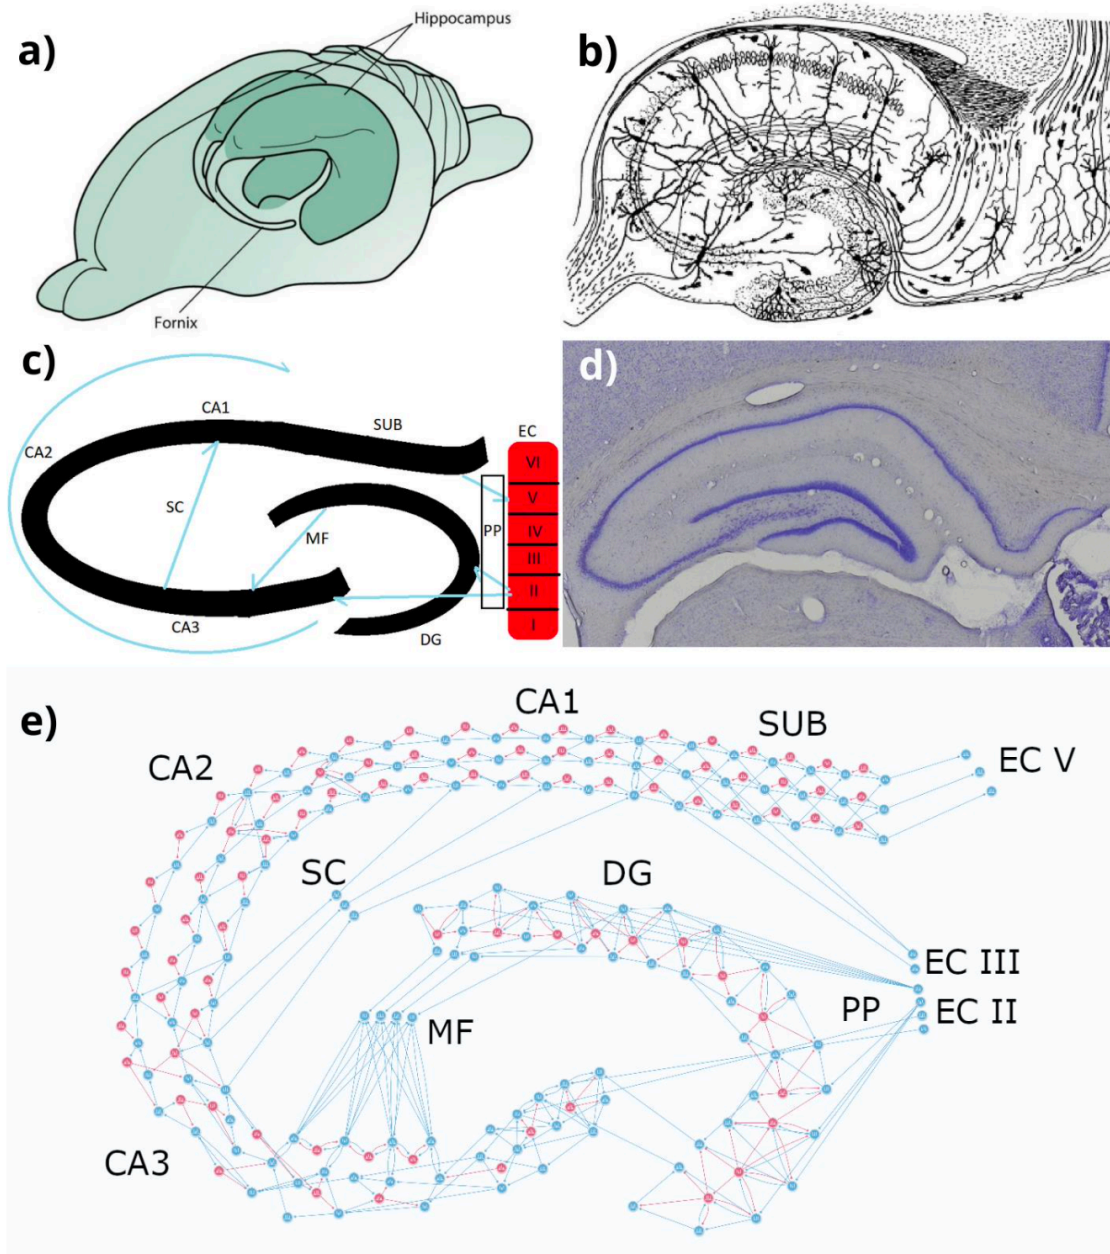 a)
Hippocampus
Fornix
b)
c)
CA1
SUB
EC
CA2
VI
SC
V
PP
IV
MF
III
II
CA3
I
DG
d)
e)
CA1
SUB
CA2
EC V
SC
DG
EC III
PP
EC II
MF
CA3